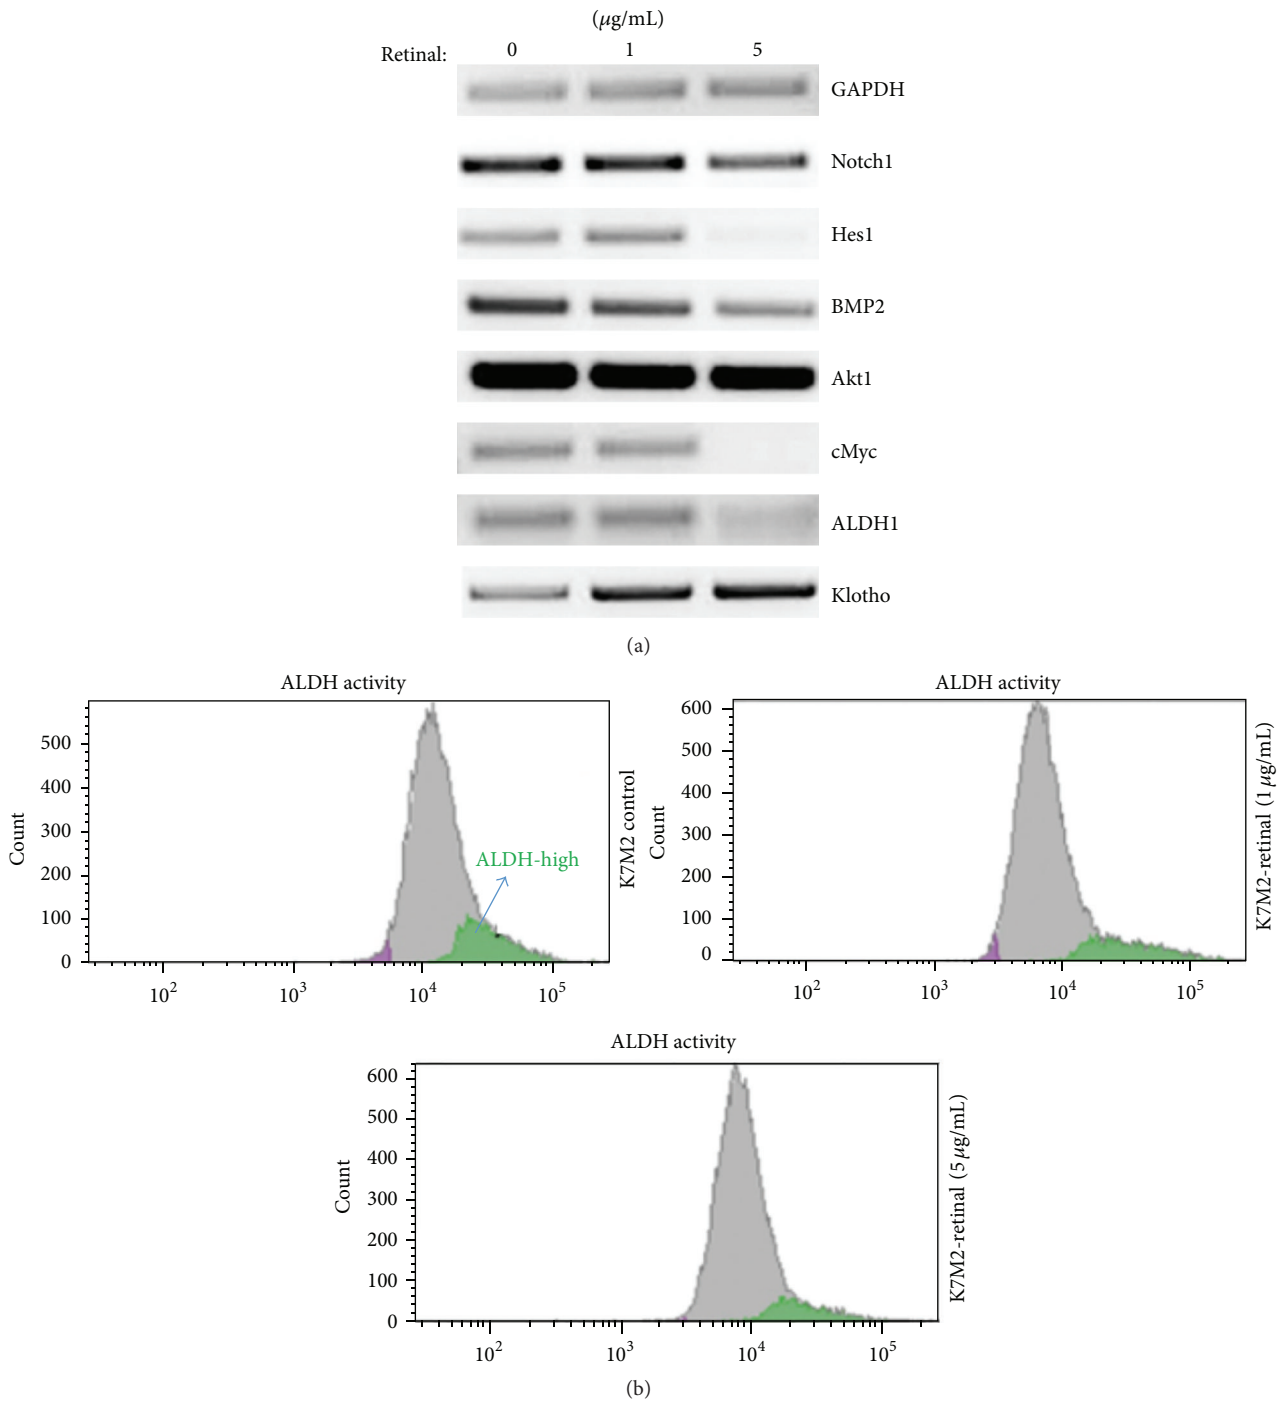 (μg/mL)
Retinal: 0 1 5
GAPDH
Notch1
Hes1
BMP2
Akt1
cMyc
ALDH1
Klotho
(a)
ALDH activity
500
400
300
200
100
0
Count
ALDH-high
10² 10³ 10⁴ 10⁵
K7M2 control
ALDH activity
600
500
400
300
200
100
0
Count
10² 10³ 10⁴ 10⁵
K7M2-retinal (1 μg/mL)
ALDH activity
600
500
400
300
200
100
0
Count
10² 10³ 10⁴ 10⁵
K7M2-retinal (5 μg/mL)
(b)